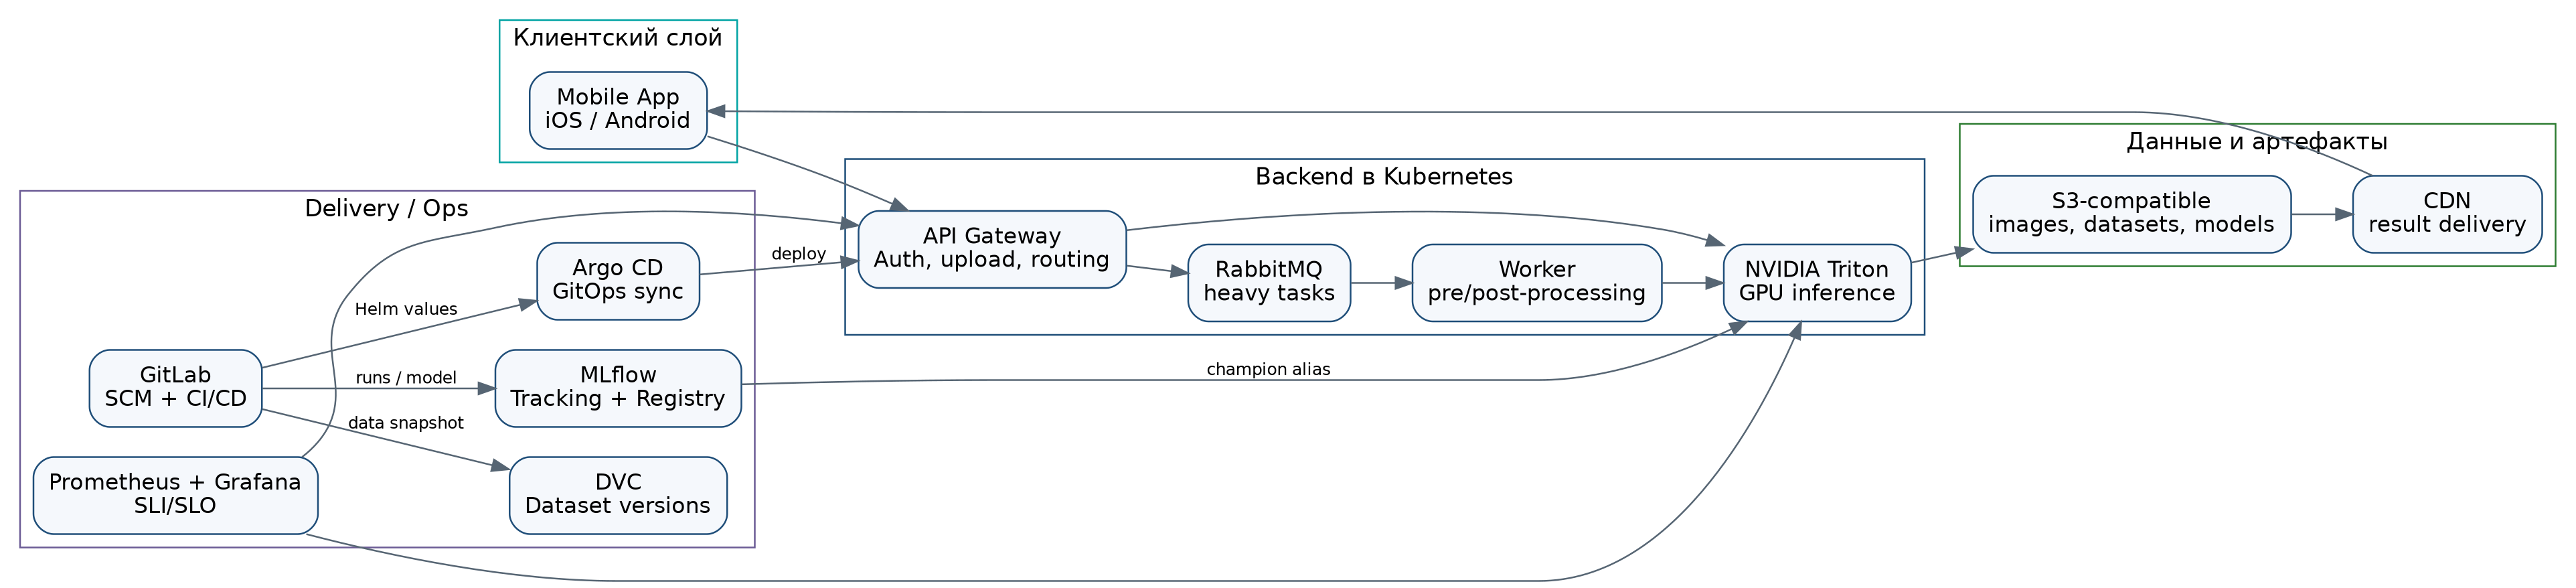 Клиентский слой
Mobile App
iOS / Android
Данные и артефакты
S3-compatible
images, datasets, models
CDN
result delivery
Backend в Kubernetes
API Gateway
Auth, upload, routing
RabbitMQ
heavy tasks
Worker
pre/post-processing
NVIDIA Triton
GPU inference
Delivery / Ops
Argo CD
GitOps sync
deploy
Helm values
GitLab
SCM + CI/CD
runs / model
MLflow
Tracking + Registry
champion alias
data snapshot
Prometheus + Grafana
SLI/SLO
DVC
Dataset versions